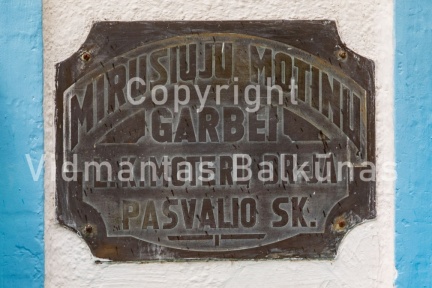 MIRUSIŲJŲ MOTINŲ
Copyright
GARBEI
Vidmantas Balkūnas
PASVALIO SK.